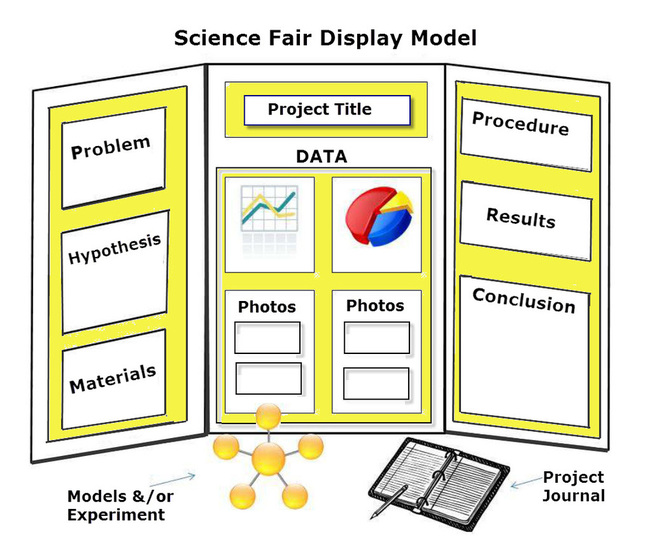 Science Fair Display Model
Problem
Hypothesis
Materials
Project Title
DATA
Photos
Photos
Procedure
Results
Conclusion
Models &/or
Experiment
Project
Journal